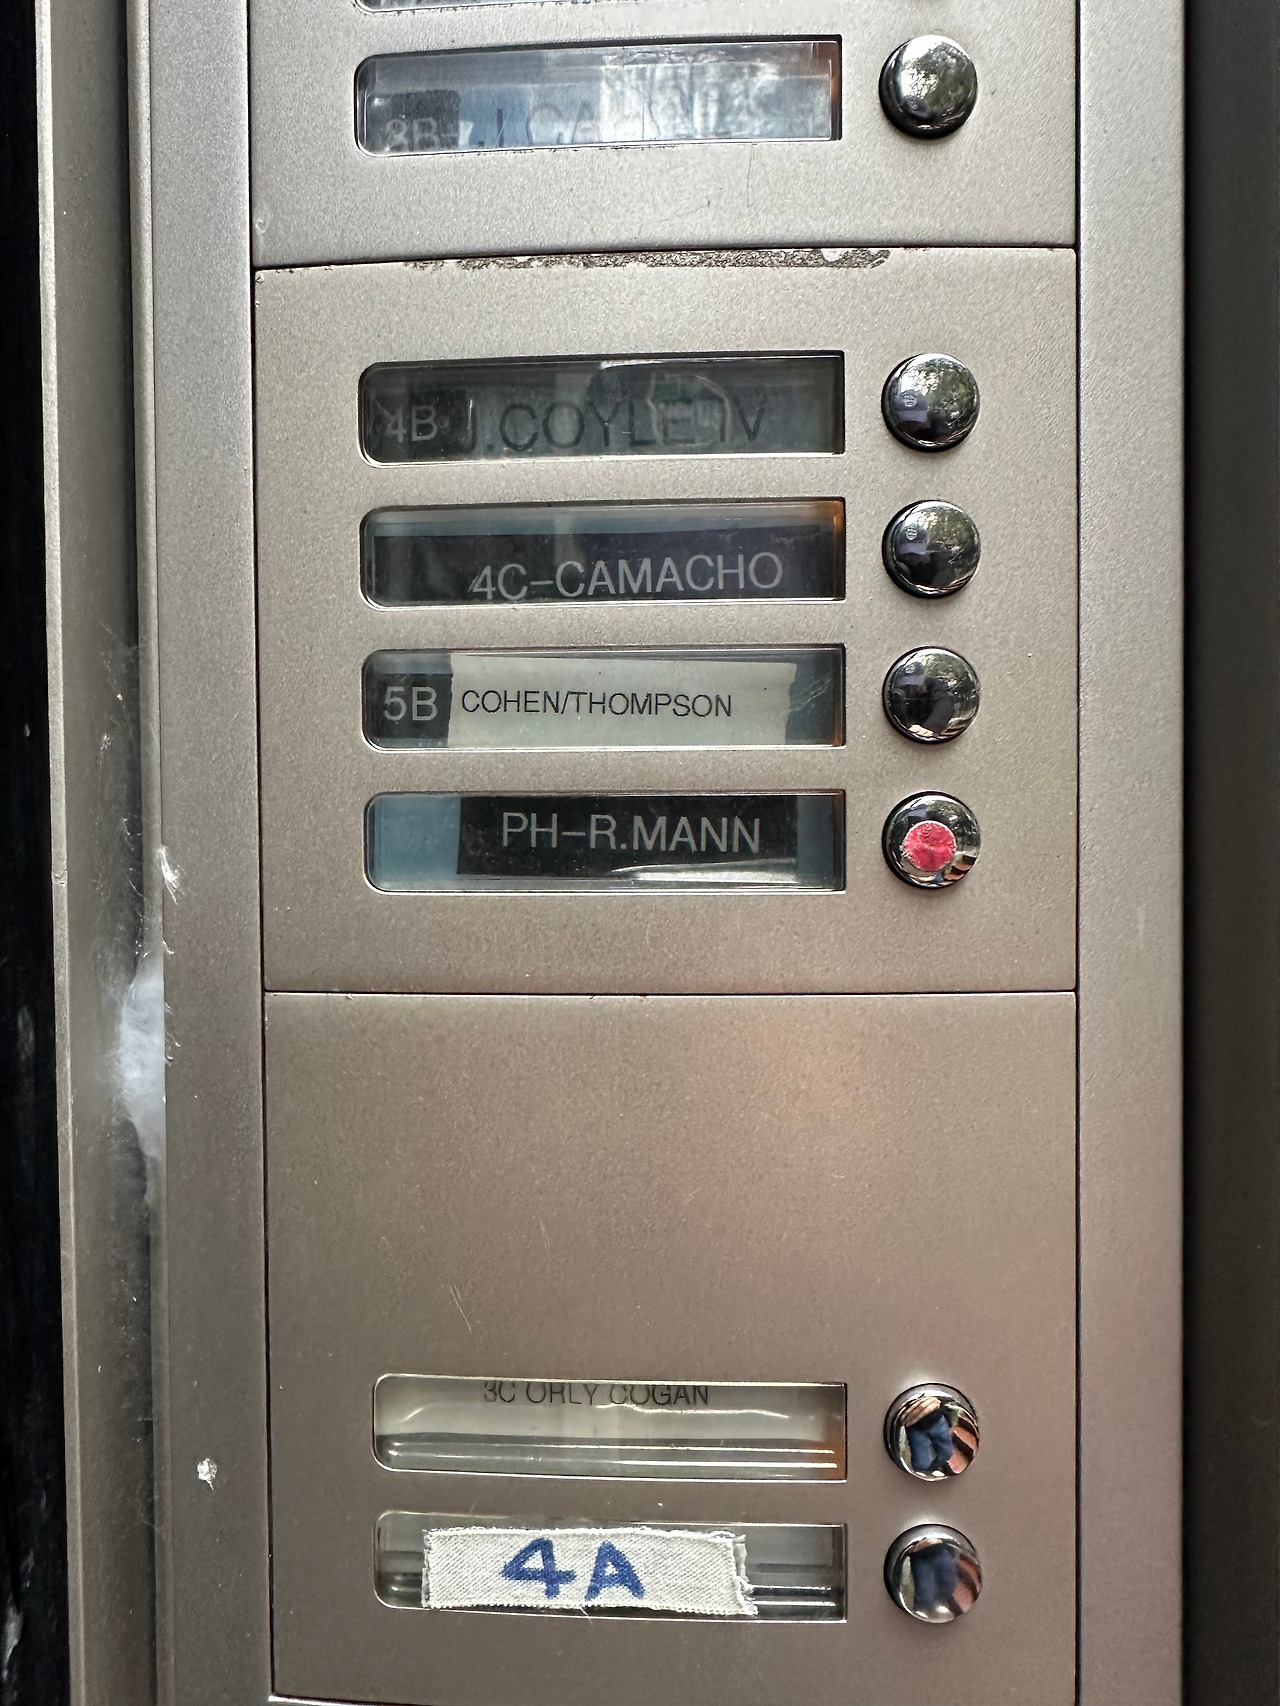 4B J.COYLE IV
4C-CAMACHO
5B COHEN/THOMPSON
PH-R.MANN
3C ORLY COGAN
4A